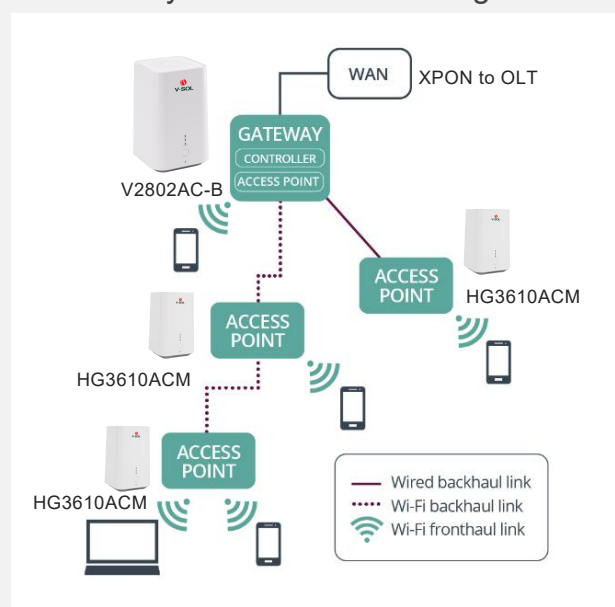 WAN
XPON to OLT
V-SOL
GATEWAY
CONTROLLER
ACCESS POINT
V2802AC-B
ACCESS
POINT
HG3610ACM
ACCESS
POINT
HG3610ACM
ACCESS
POINT
HG3610ACM
Wired backhaul link
Wi-Fi backhaul link
Wi-Fi fronthaul link